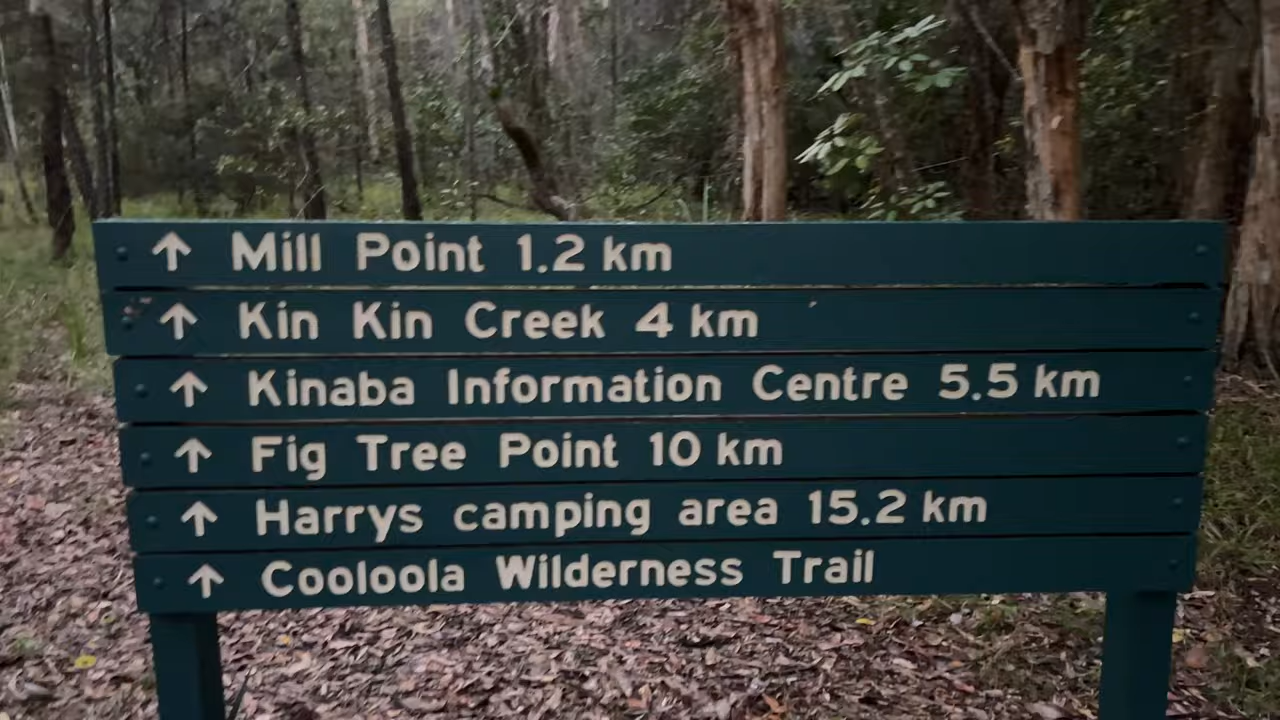 ↑ Mill Point 1.2 km
↑ Kin Kin Creek 4 km
↑ Kinaba Information Centre 5.5 km
↑ Fig Tree Point 10 km
↑ Harrys camping area 15.2 km
↑ Cooloola Wilderness Trail